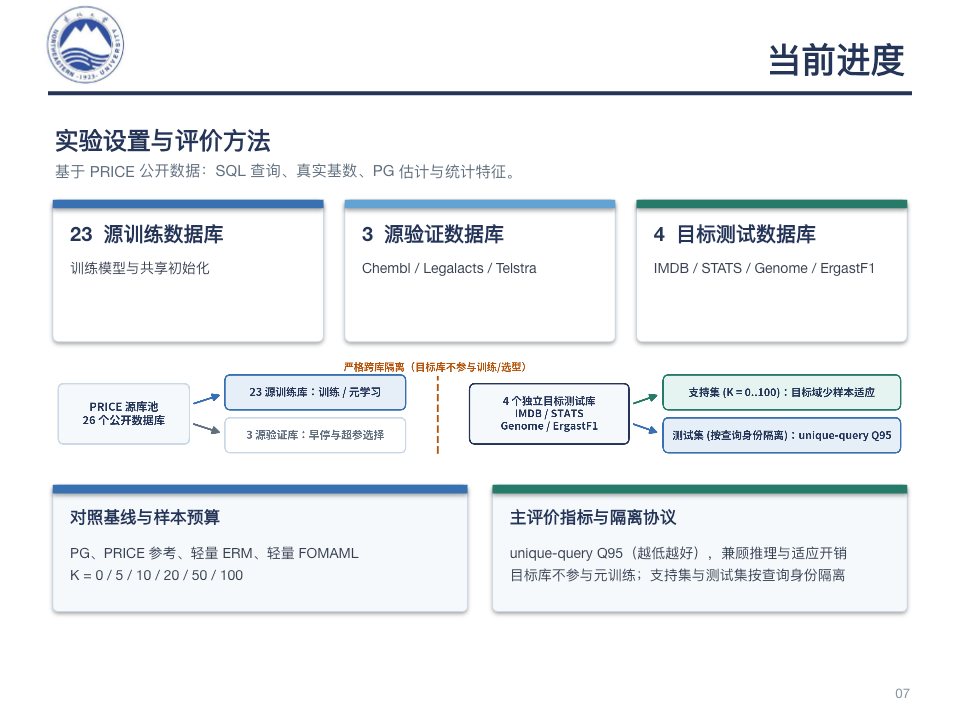 东北大学
NORTHEASTERN UNIVERSITY
·1923·
当前进度
实验设置与评价方法
基于 PRICE 公开数据：SQL 查询、真实基数、PG 估计与统计特征。
23 源训练数据库
训练模型与共享初始化
3 源验证数据库
Chembl / Legalacts / Telstra
4 目标测试数据库
IMDB / STATS / Genome / ErgastF1
严格跨库隔离（目标库不参与训练/选型）
PRICE 源库池
26 个公开数据库
23 源训练库：训练 / 元学习
3 源验证库：早停与超参选择
4 个独立目标测试库
IMDB / STATS
Genome / ErgastF1
支持集 (K = 0..100)：目标域少样本适应
测试集 (按查询身份隔离)：unique-query Q95
对照基线与样本预算
PG、PRICE 参考、轻量 ERM、轻量 FOMAML
K = 0 / 5 / 10 / 20 / 50 / 100
主评价指标与隔离协议
unique-query Q95（越低越好），兼顾推理与适应开销
目标库不参与元训练；支持集与测试集按查询身份隔离
07